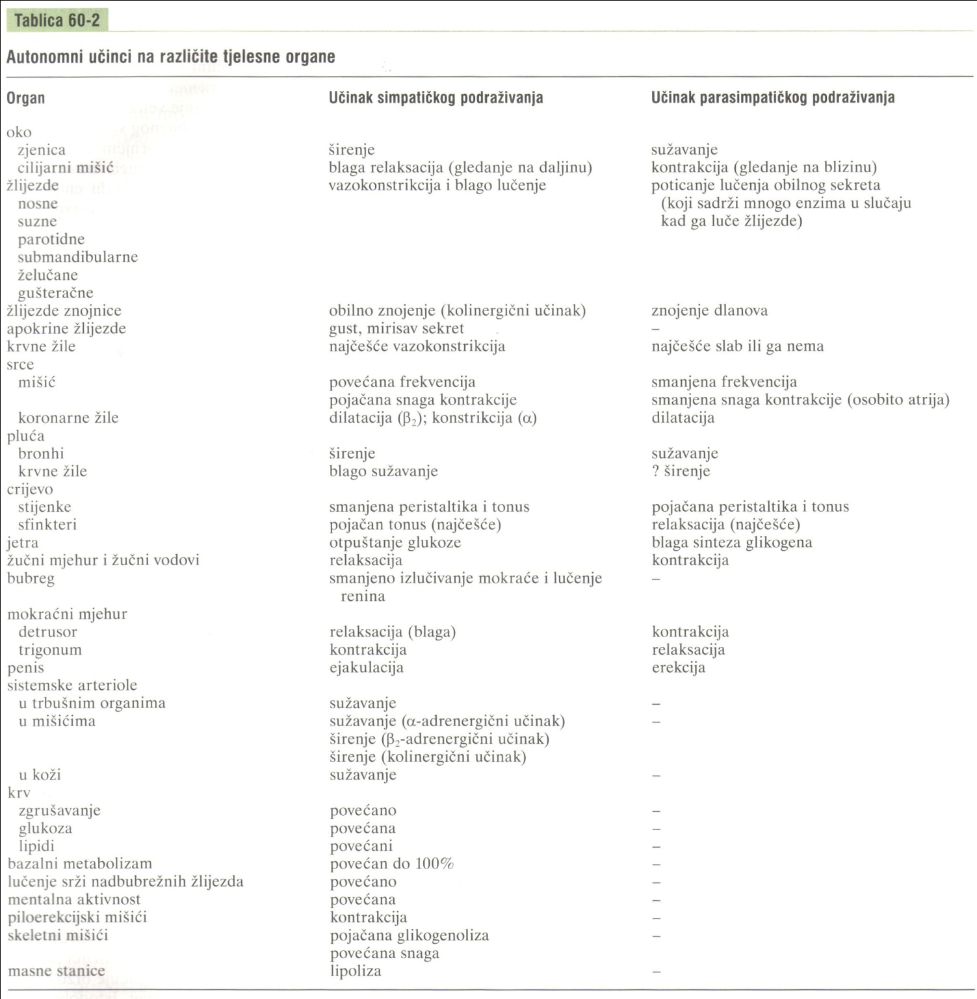 Tablica 60-2
Autonomni učinci na različite tjelesne organe
Organ Učinak simpatičkog podraživanja Učinak parasimpatičkog podraživanja
oko
zjenica širenje sužavanje
cilijarni mišić blaga relaksacija (gledanje na daljinu) kontrakcija (gledanje na blizinu)
žlijezde vazokonstrikcija i blago lučenje poticanje lučenja obilnog sekreta
nosne (koji sadrži mnogo enzima u slučaju
suzne kad ga luče žlijezde)
parotidne
submandibularne
želučane
gušteračne
žlijezde znojnice obilno znojenje (kolinergični učinak) znojenje dlanova
apokrine žlijezde gust, mirisav sekret –
krvne žile najčešće vazokonstrikcija najčešće slab ili ga nema
srce
mišić povećana frekvencija smanjena frekvencija
pojačana snaga kontrakcije smanjena snaga kontrakcije (osobito atrija)
koronarne žile dilatacija (β₂); konstrikcija (α) dilatacija
pluća
bronhi širenje sužavanje
krvne žile blago sužavanje ? širenje
crijevo
stijenke smanjena peristaltika i tonus pojačana peristaltika i tonus
sfinkteri pojačan tonus (najčešće) relaksacija (najčešće)
jetra otpuštanje glukoze blaga sinteza glikogena
žučni mjehur i žučni vodovi relaksacija kontrakcija
bubreg smanjeno izlučivanje mokraće i lučenje –
renina
mokraćni mjehur
detrusor relaksacija (blaga) kontrakcija
trigonum kontrakcija relaksacija
penis ejakulacija erekcija
sistemske arteriole
u trbušnim organima sužavanje –
u mišićima sužavanje (α-adrenergični učinak) –
širenje (β₂-adrenergični učinak)
širenje (kolinergični učinak)
u koži sužavanje –
krv
zgrušavanje povećano –
glukoza povećana –
lipidi povećani –
bazalni metabolizam povećan do 100% –
lučenje srži nadbubrežnih žlijezda povećano –
mentalna aktivnost povećana –
piloerekcijski mišići kontrakcija –
skeletni mišići pojačana glikogenoliza –
povećana snaga
masne stanice lipoliza –